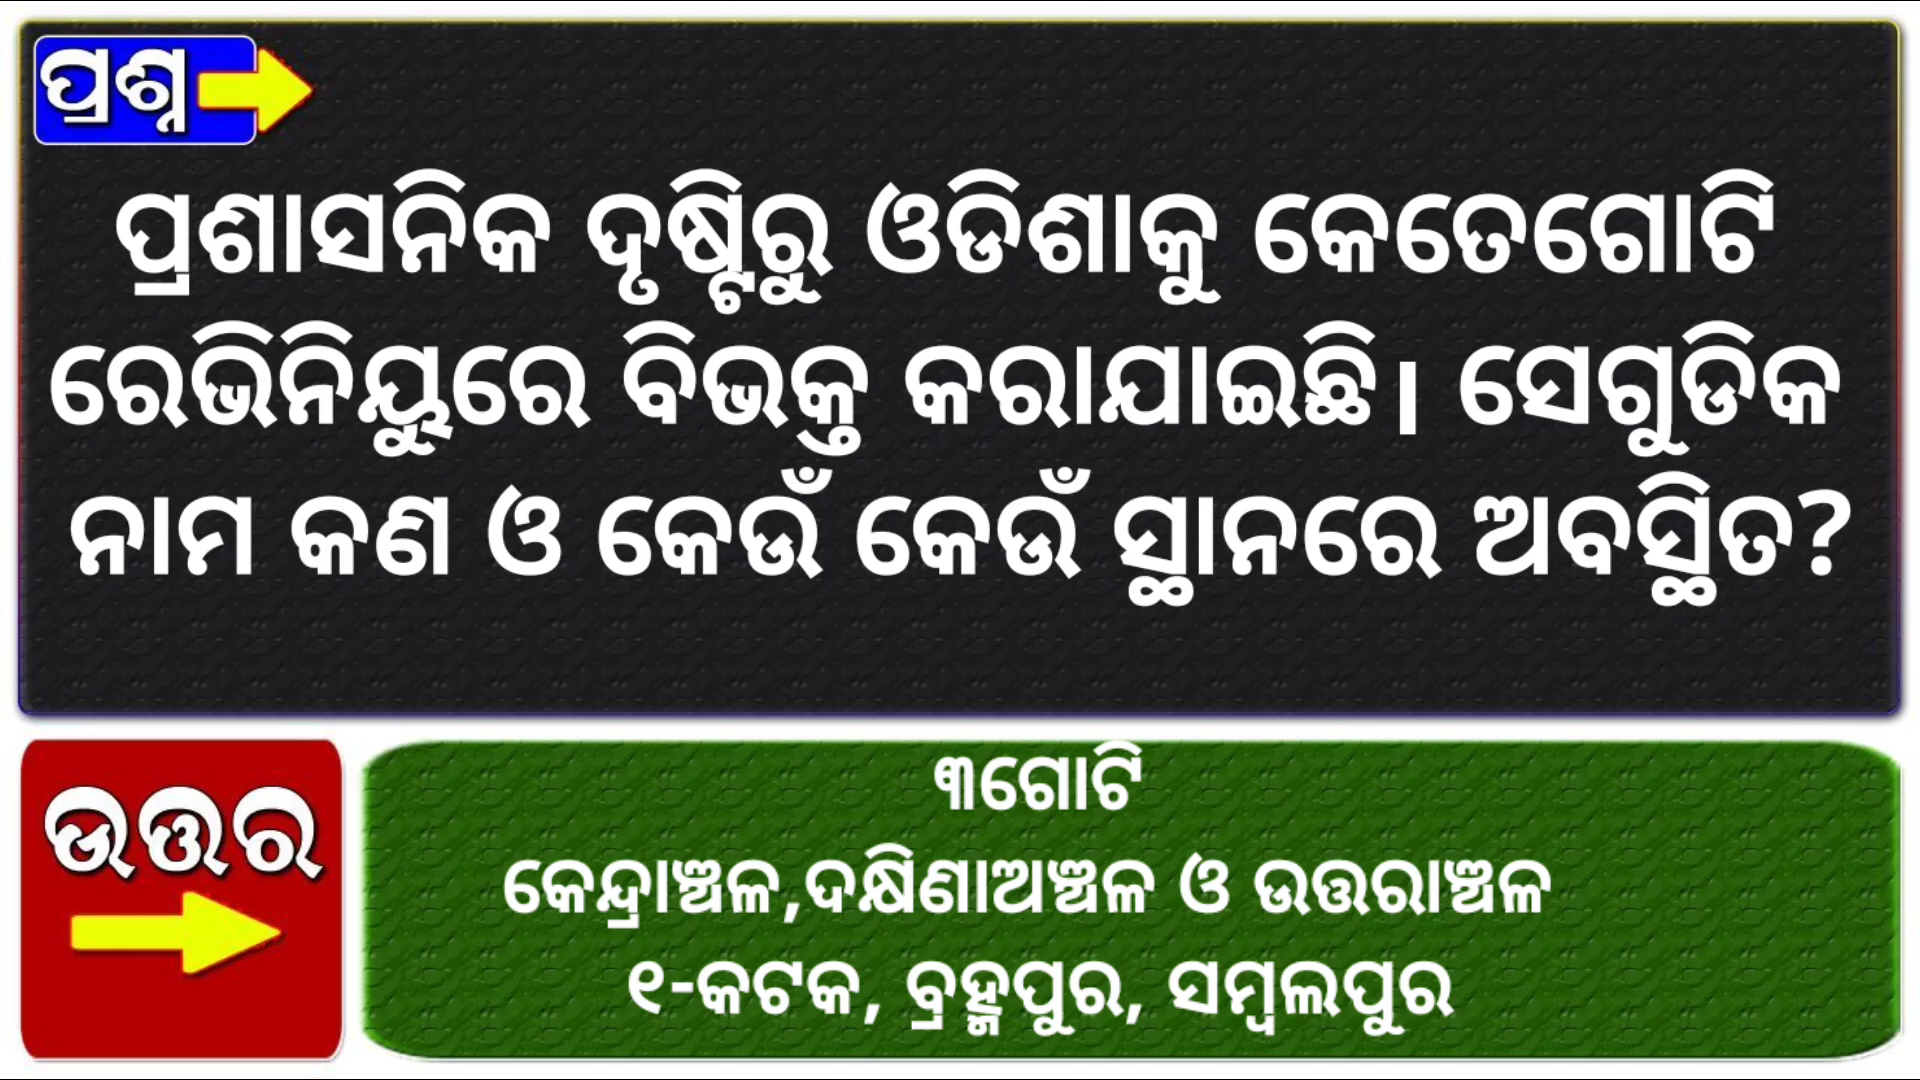 ପ୍ରଶ୍ନ
ପ୍ରଶାସନିକ ଦୃଷ୍ଟିରୁ ଓଡିଶାକୁ କେତେଗୋଟି
ରେଭିନିୟୁରେ ବିଭକ୍ତ କରାଯାଇଛି। ସେଗୁଡିକ
ନାମ କଣ ଓ କେଉଁ କେଉଁ ସ୍ଥାନରେ ଅବସ୍ଥିତ?
ଉତ୍ତର
୩ଗୋଟି
କେନ୍ଦ୍ରାଞ୍ଚଳ,ଦକ୍ଷିଣାଅଞ୍ଚଳ ଓ ଉତ୍ତରାଞ୍ଚଳ
୧-କଟକ, ବ୍ରହ୍ମପୁର, ସମ୍ବଲପୁର